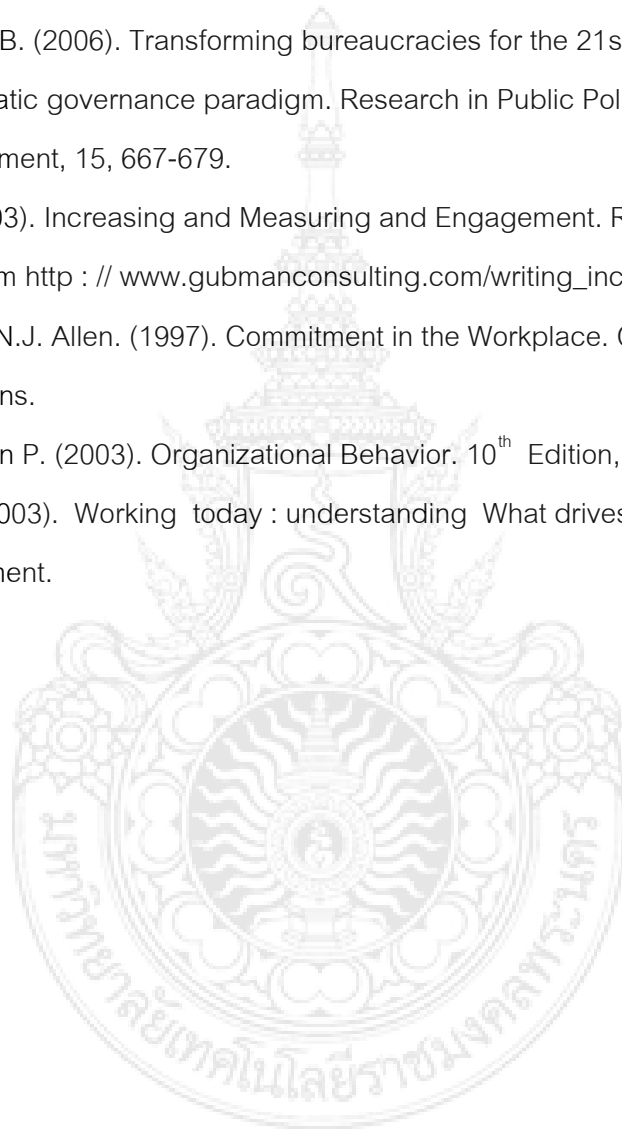 B. (2006). Transforming bureaucracies for the 21s
atic governance paradigm. Research in Public Pol
ment, 15, 667-679.
03). Increasing and Measuring and Engagement. R
m http : // www.gubmanconsulting.com/writing_inc
N.J. Allen. (1997). Commitment in the Workplace.
ns.
n P. (2003). Organizational Behavior. 10th Edition,
003). Working today : understanding What drives
ment.
มหาวิทยาลัยเทคโนโลยีราชมงคลพระนคร